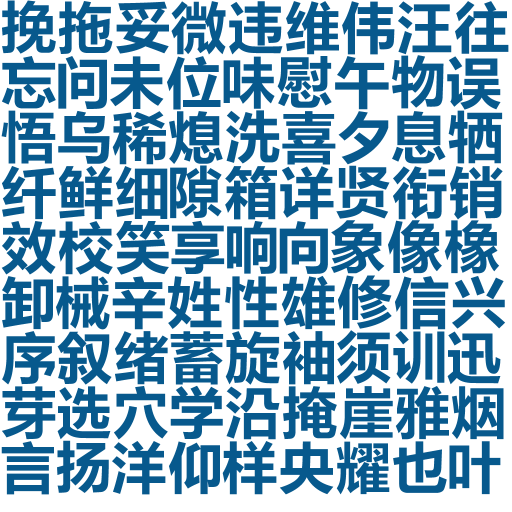 挽拖妥微违维伟汪往
忘问未位味慰午物误
悟乌稀熄洗喜夕息牺
纤鲜细隙箱详贤衔销
效校笑享响向象像橡
卸械辛姓性雄修信兴
序叙绪蓄旋袖须训迅
芽选穴学沿掩崖雅烟
言扬洋仰样央耀也叶